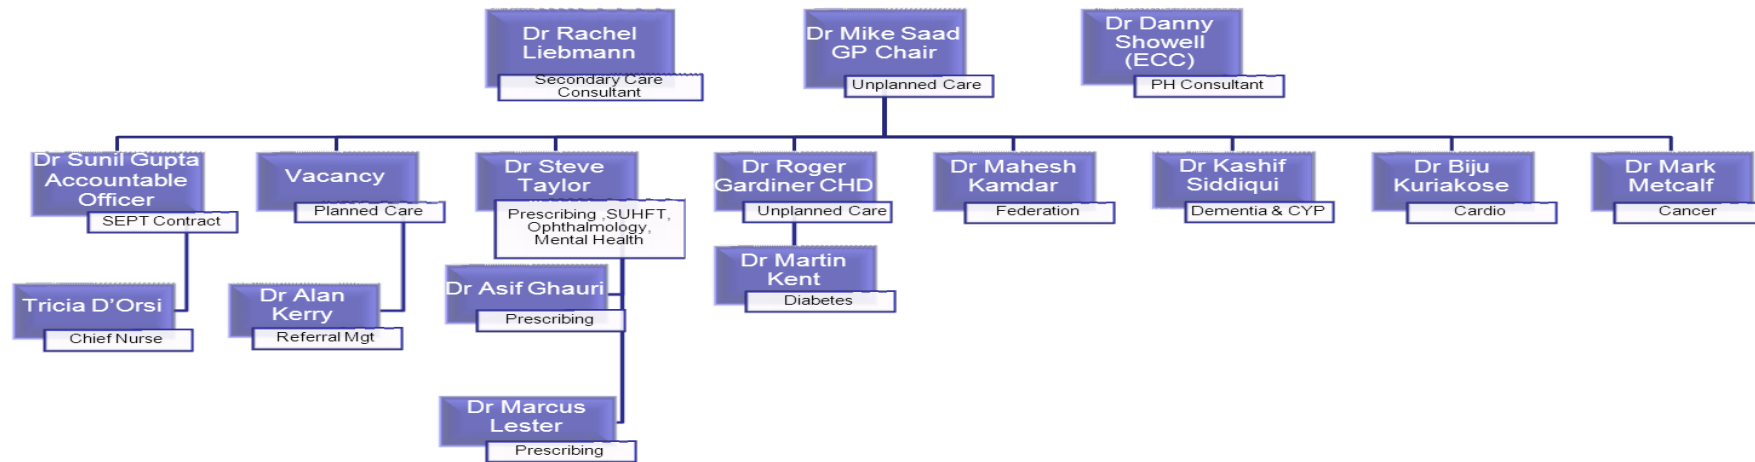 Dr Rachel
Liebmann
Secondary Care
Consultant
Dr Mike Saad
GP Chair
Unplanned Care
Dr Danny
Showell
(ECC)
PH Consultant
Dr Sunil Gupta
Accountable
Officer
SEPT Contract
Vacancy
Planned Care
Dr Steve
Taylor
Prescribing ,SUHFT,
Ophthalmology,
Mental Health
Dr Roger
Gardiner CHD
Unplanned Care
Dr Mahesh
Kamdar
Federation
Dr Kashif
Siddiqui
Dementia & CYP
Dr Biju
Kuriakose
Cardio
Dr Mark
Metcalf
Cancer
Tricia D’Orsi
Chief Nurse
Dr Alan
Kerry
Referral Mgt
Dr Asif Ghauri
Prescribing
Dr Martin
Kent
Diabetes
Dr Marcus
Lester
Prescribing